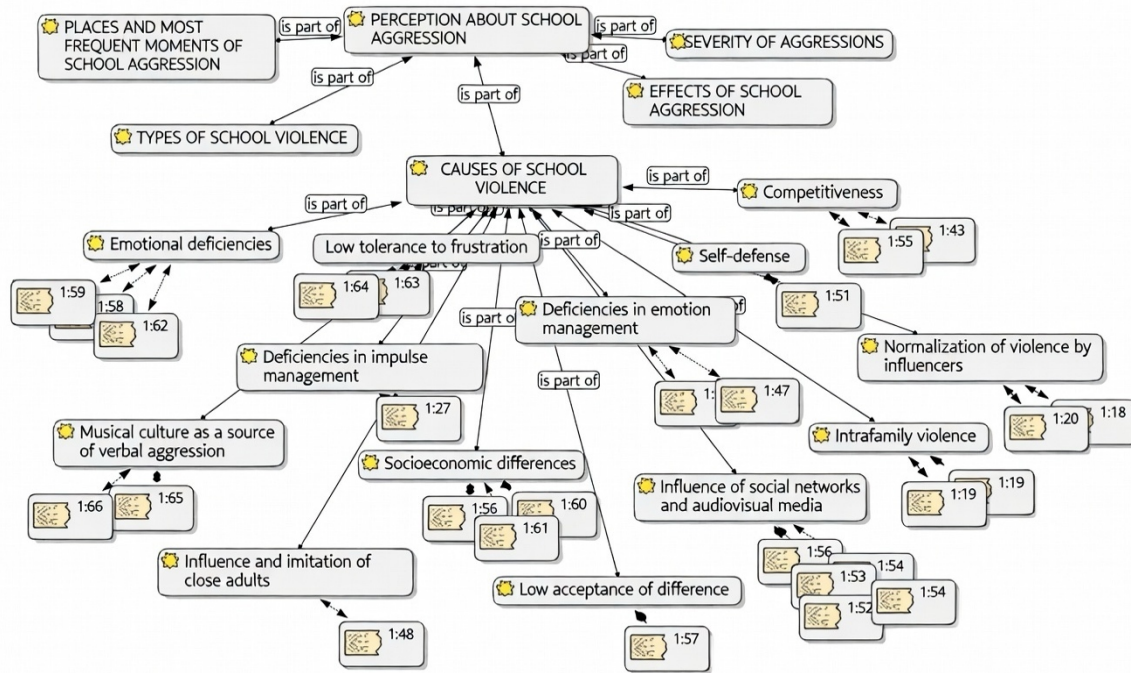 PLACES AND MOST
FREQUENT MOMENTS OF
SCHOOL AGGRESSION
is part of
PERCEPTION ABOUT SCHOOL
AGGRESSION
is part of
SEVERITY OF AGGRESSIONS
is part of
is part of
EFFECTS OF SCHOOL
AGGRESSION
is part of
TYPES OF SCHOOL VIOLENCE
CAUSES OF SCHOOL
VIOLENCE
is part of
Competitiveness
1:55
1:43
is part of
is part of
is part of
Emotional deficiencies
1:59
1:58
1:62
Low tolerance to frustration
is part of
1:64
1:63
is part of
Self-defense
1:51
Deficiencies in emotion
management
is part of
of
1:
1:47
Normalization of violence by
influencers
1:20
1:18
Deficiencies in impulse
management
1:27
is part of
Musical culture as a source
of verbal aggression
1:66
1:65
Socioeconomic differences
1:56
1:60
1:61
Intrafamily violence
1:19
1:19
Influence of social networks
and audiovisual media
1:56
1:54
1:53
1:54
1:52
Influence and imitation of
close adults
1:48
Low acceptance of difference
1:57